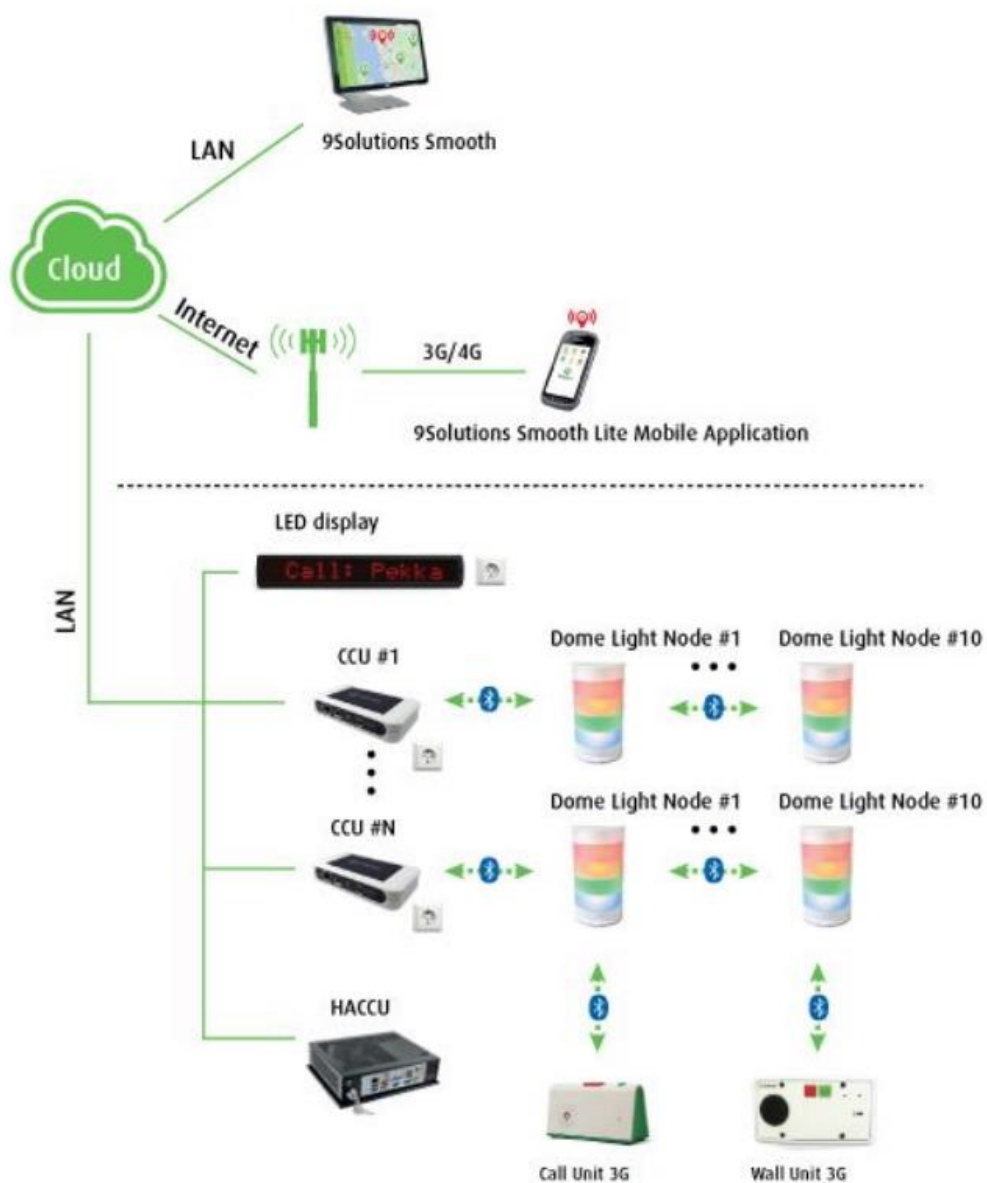 9Solutions Smooth
LAN
Cloud
Internet
3G/4G
9Solutions Smooth Lite Mobile Application
LED display
Call: Pekka
LAN
CCU #1
Dome Light Node #1
Dome Light Node #10
CCU #N
Dome Light Node #1
Dome Light Node #10
HACCU
Call Unit 3G
Wall Unit 3G